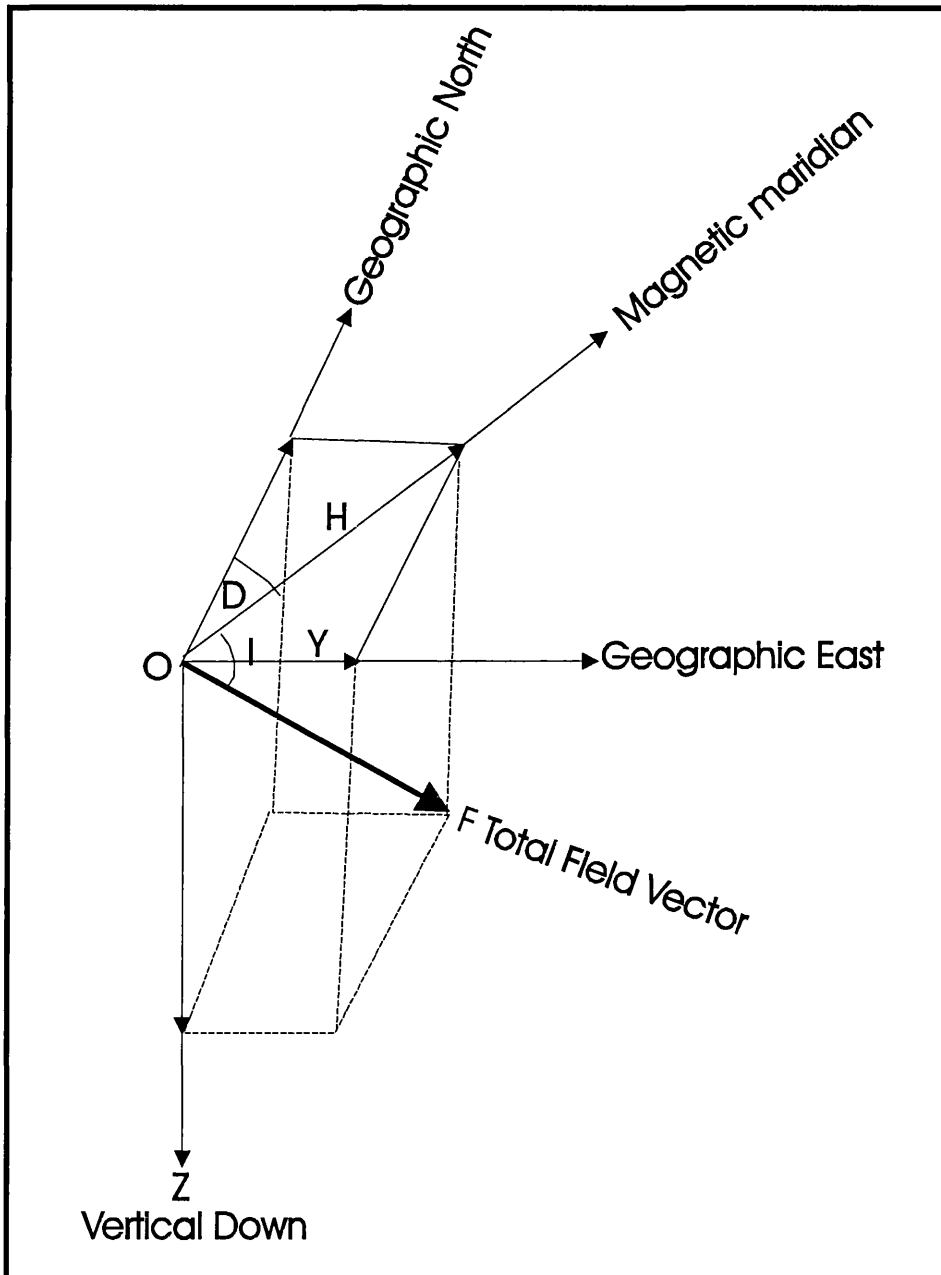 Geographic North
Magnetic maridian
H
D
I
Y
O
Geographic East
F Total Field Vector
Z
Vertical Down